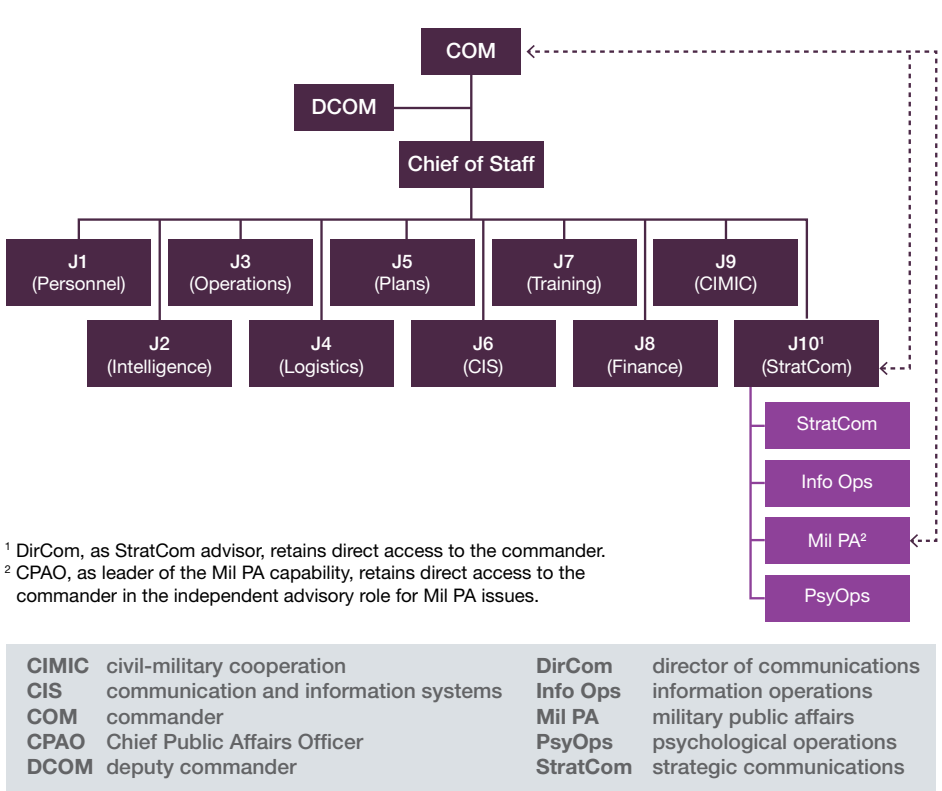 COM
DCOM
Chief of Staff
J1
(Personnel)
J3
(Operations)
J5
(Plans)
J7
(Training)
J9
(CIMIC)
J2
(Intelligence)
J4
(Logistics)
J6
(CIS)
J8
(Finance)
J10¹
(StratCom)
StratCom
Info Ops
Mil PA²
PsyOps
¹ DirCom, as StratCom advisor, retains direct access to the commander.
² CPAO, as leader of the Mil PA capability, retains direct access to the
commander in the independent advisory role for Mil PA issues.
CIMIC civil-military cooperation
CIS communication and information systems
COM commander
CPAO Chief Public Affairs Officer
DCOM deputy commander
DirCom director of communications
Info Ops information operations
Mil PA military public affairs
PsyOps psychological operations
StratCom strategic communications